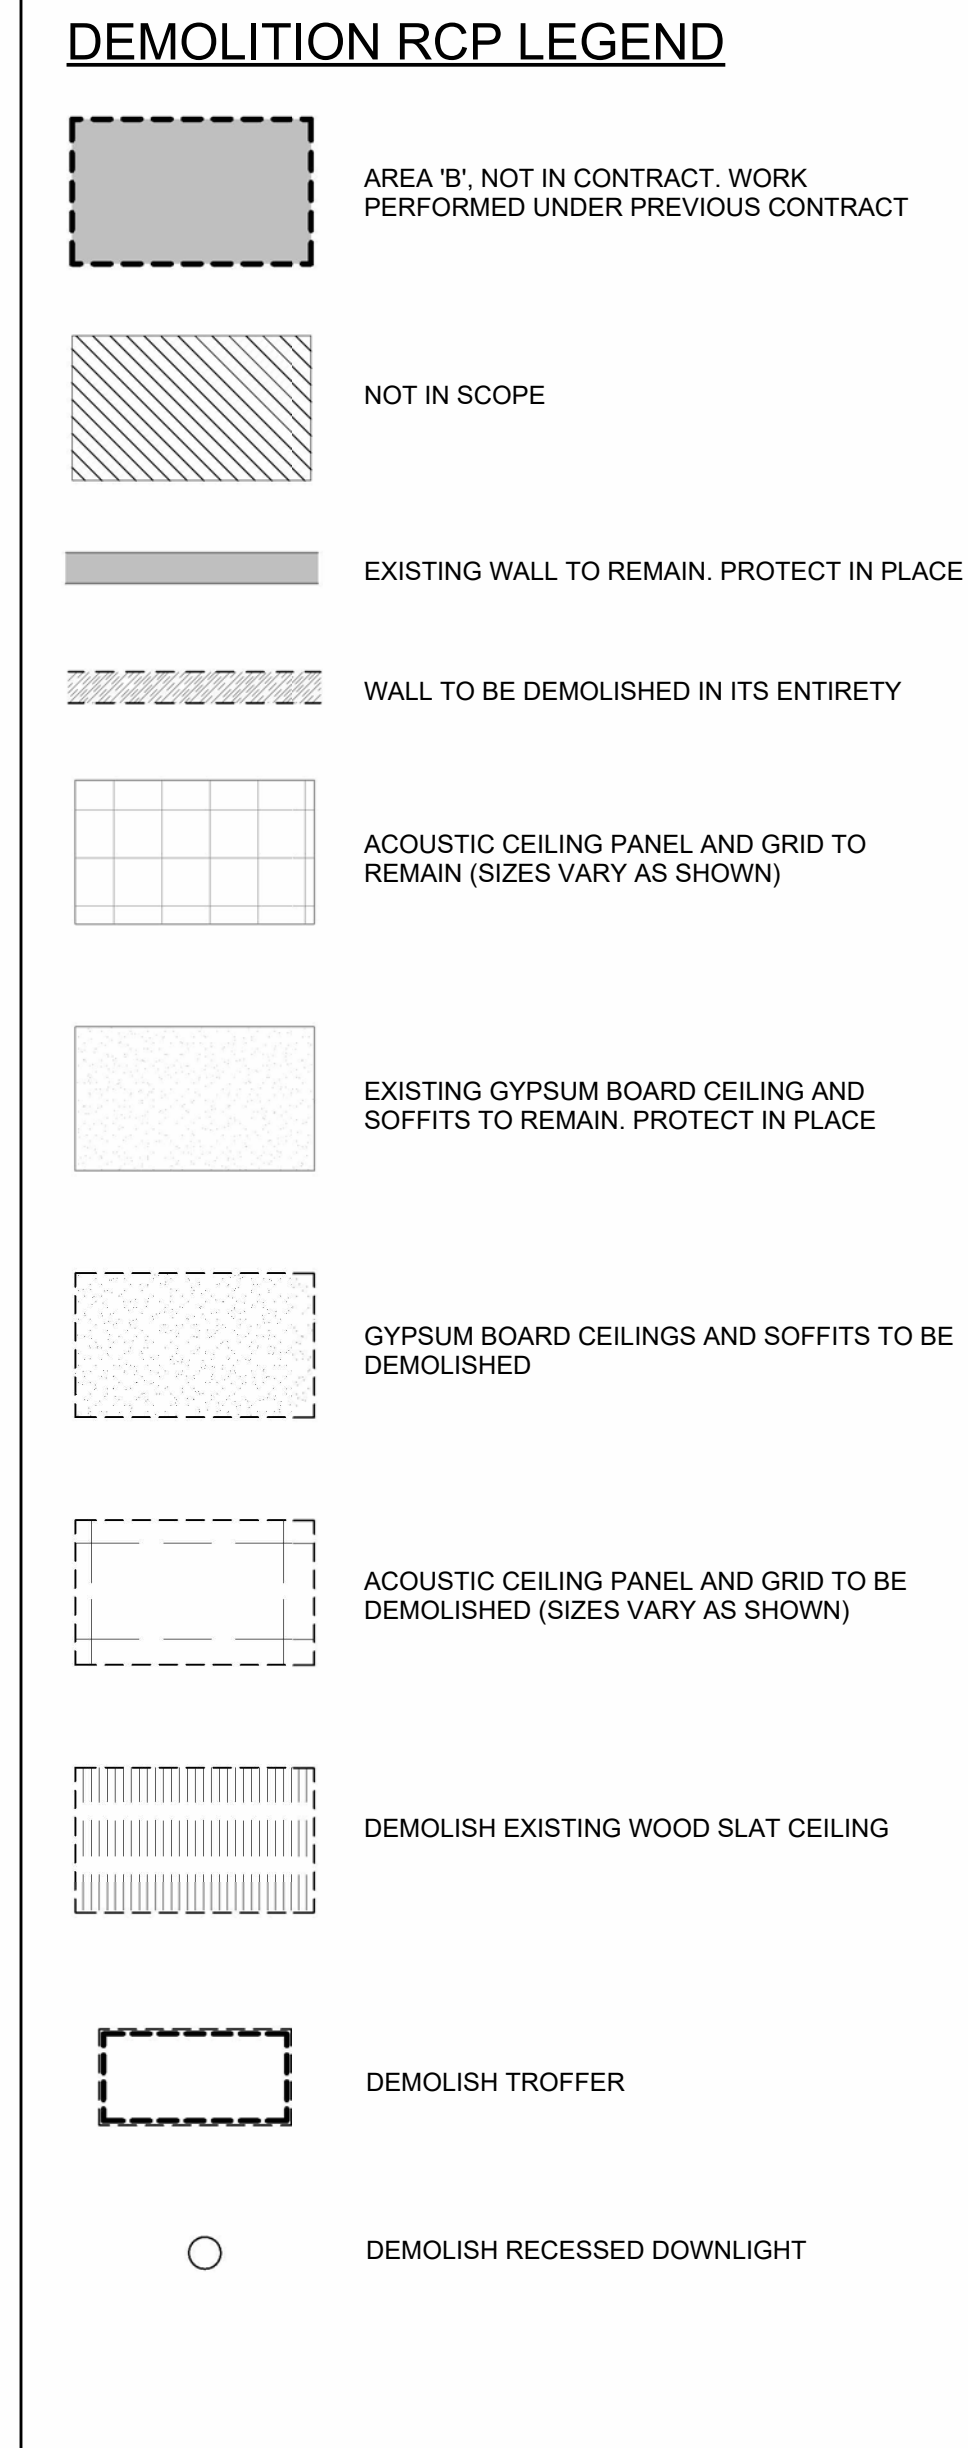 DEMOLITION RCP LEGEND
AREA 'B', NOT IN CONTRACT. WORK
PERFORMED UNDER PREVIOUS CONTRACT
NOT IN SCOPE
EXISTING WALL TO REMAIN. PROTECT IN PLACE
WALL TO BE DEMOLISHED IN ITS ENTIRETY
ACOUSTIC CEILING PANEL AND GRID TO
REMAIN (SIZES VARY AS SHOWN)
EXISTING GYPSUM BOARD CEILING AND
SOFFITS TO REMAIN. PROTECT IN PLACE
GYPSUM BOARD CEILINGS AND SOFFITS TO BE
DEMOLISHED
ACOUSTIC CEILING PANEL AND GRID TO BE
DEMOLISHED (SIZES VARY AS SHOWN)
DEMOLISH EXISTING WOOD SLAT CEILING
DEMOLISH TROFFER
DEMOLISH RECESSED DOWNLIGHT